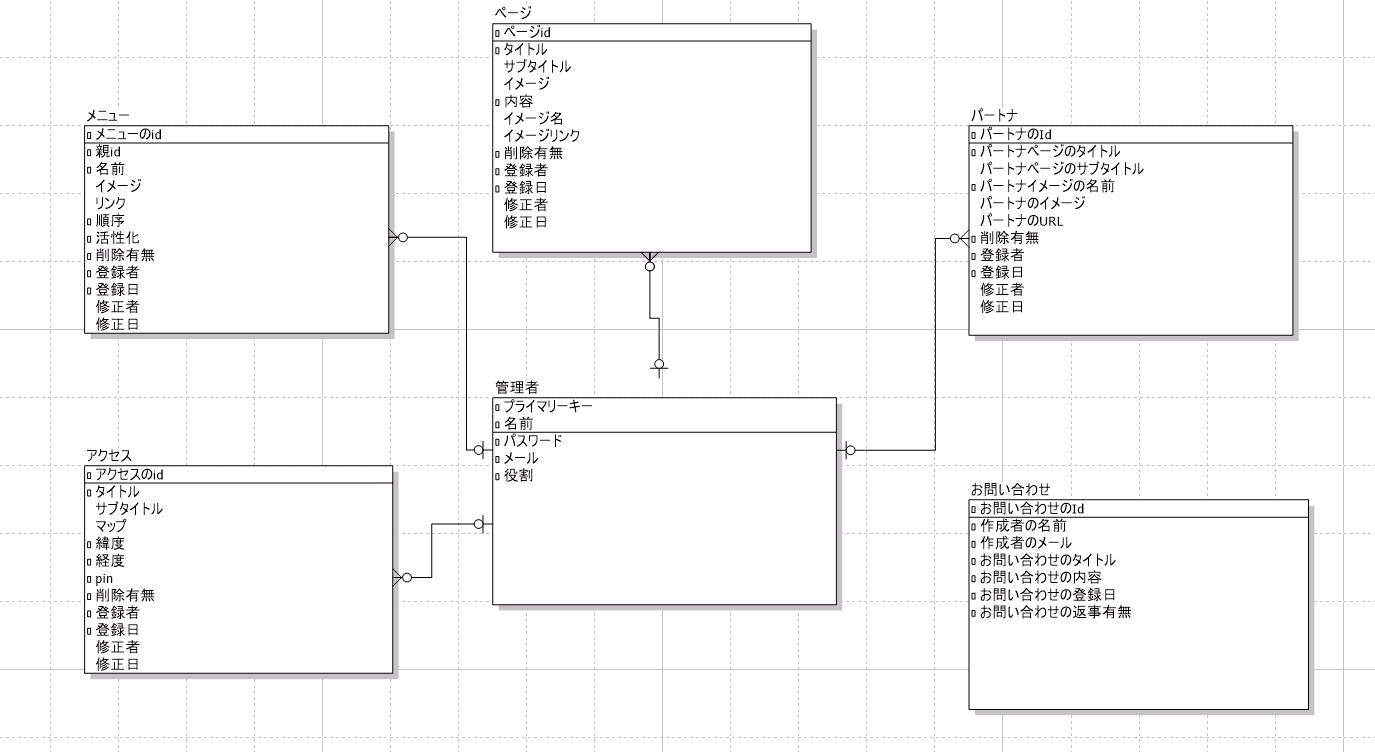 ページ
ページid
タイトル
サブタイトル
イメージ
内容
イメージ名
イメージリンク
削除有無
登録者
登録日
修正者
修正日
メニュー
メニューのid
親id
名前
イメージ
リンク
順序
活性化
削除有無
登録者
登録日
修正者
修正日
パートナ
パートナのId
パートナページのタイトル
パートナページのサブタイトル
パートナイメージの名前
パートナのイメージ
パートナのURL
削除有無
登録者
登録日
修正者
修正日
管理者
プライマリーキー
名前
パスワード
メール
役割
アクセス
アクセスのid
タイトル
サブタイトル
マップ
緯度
経度
pin
削除有無
登録者
登録日
修正者
修正日
お問い合わせ
お問い合わせのId
作成者の名前
作成者のメール
お問い合わせのタイトル
お問い合わせの内容
お問い合わせの登録日
お問い合わせの返事有無